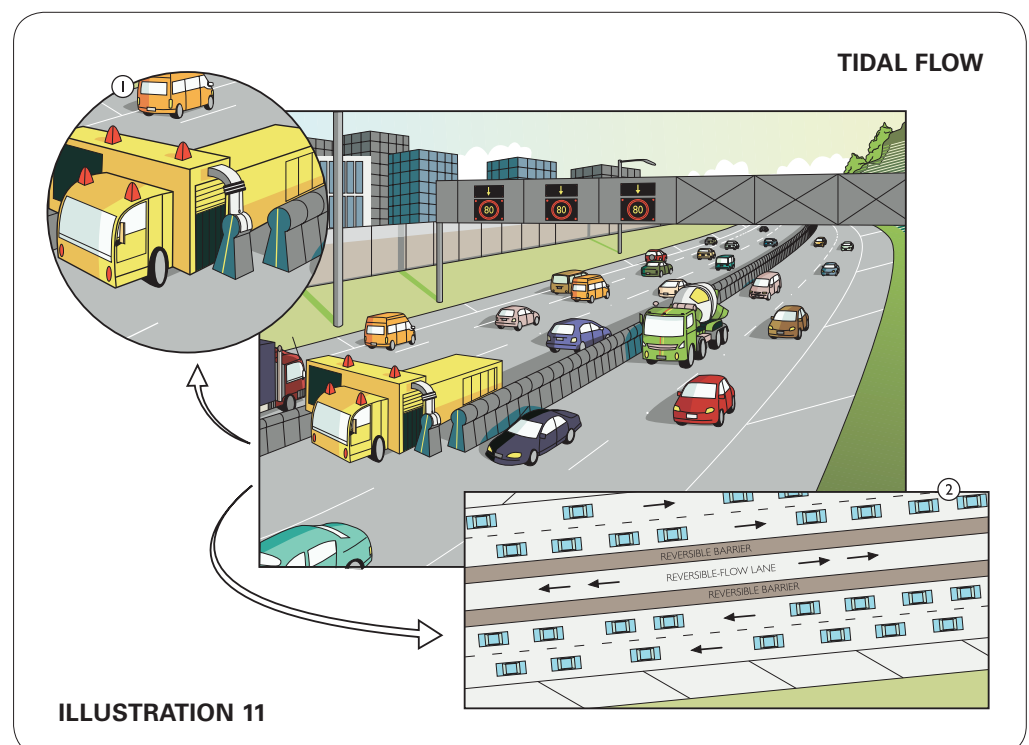 TIDAL FLOW
1
80 80 80
2
REVERSIBLE BARRIER
REVERSIBLE-FLOW LANE
REVERSIBLE BARRIER
ILLUSTRATION 11